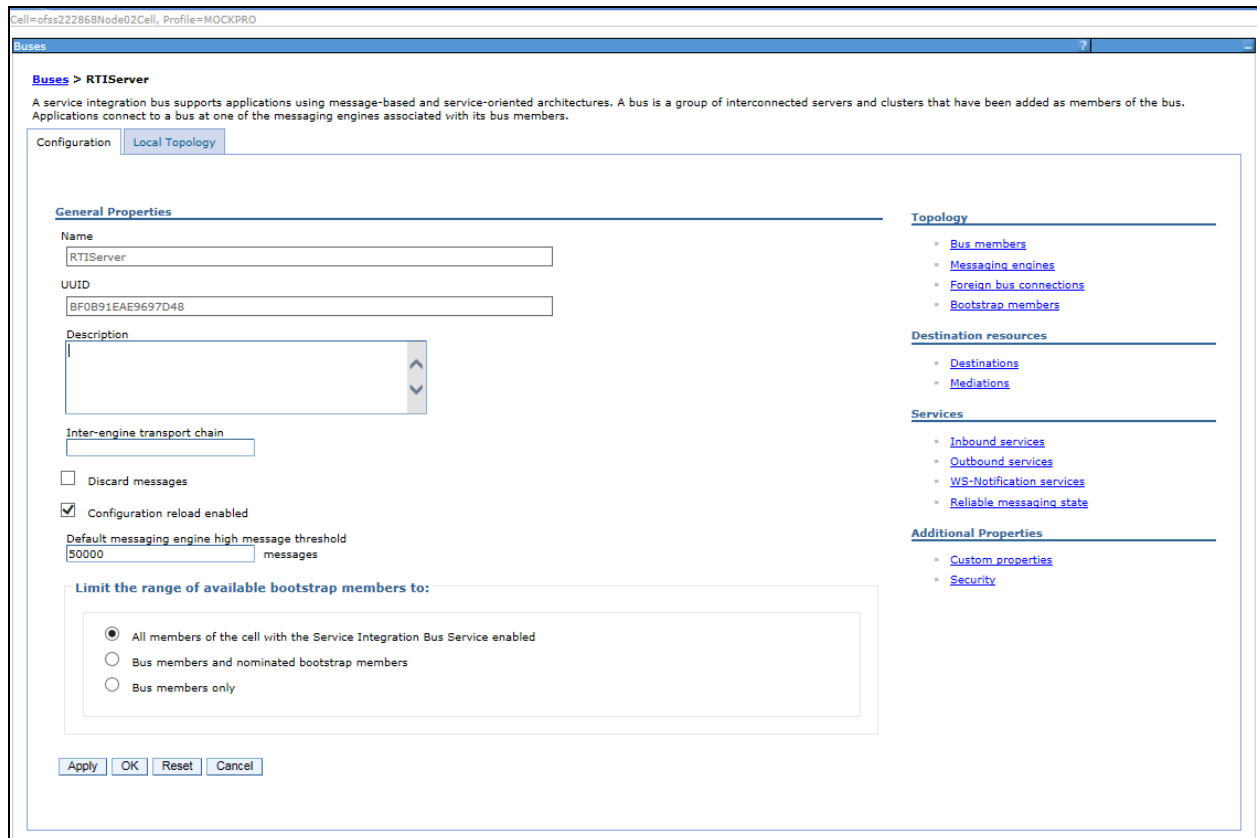 Cell=ofss222868Node02Cell, Profile=MOCKPRO
Buses ? _
Buses > RTIServer
A service integration bus supports applications using message-based and service-oriented architectures. A bus is a group of interconnected servers and clusters that have been added as members of the bus.
Applications connect to a bus at one of the messaging engines associated with its bus members.
Configuration Local Topology
General Properties
Name
RTIServer
UUID
BF0B91EAE9697D48
Description
Inter-engine transport chain
Discard messages
Configuration reload enabled
Default messaging engine high message threshold
50000 messages
Limit the range of available bootstrap members to:
All members of the cell with the Service Integration Bus Service enabled
Bus members and nominated bootstrap members
Bus members only
Apply OK Reset Cancel
Topology
Bus members
Messaging engines
Foreign bus connections
Bootstrap members
Destination resources
Destinations
Mediations
Services
Inbound services
Outbound services
WS-Notification services
Reliable messaging state
Additional Properties
Custom properties
Security